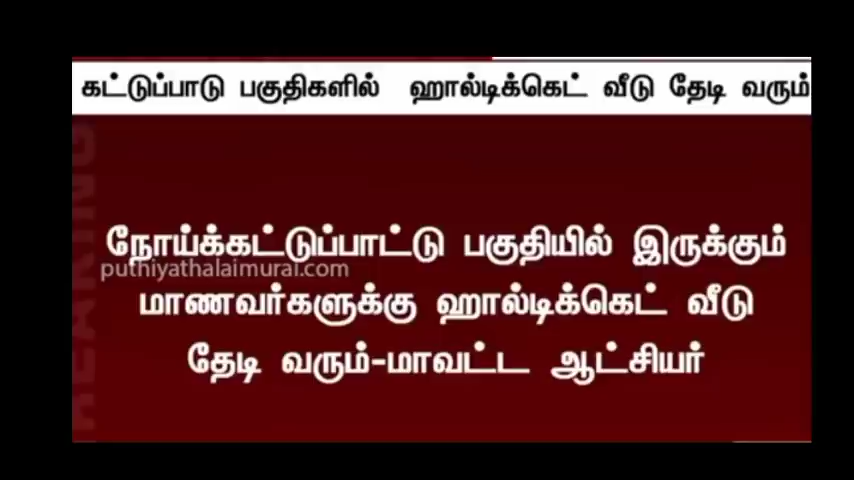 கட்டுப்பாடு பகுதிகளில் ஹால்டிக்கெட் வீடு தேடி வரும்
நோய்க்கட்டுப்பாட்டு பகுதியில் இருக்கும்
puthiyathalaimurai.com
மாணவர்களுக்கு ஹால்டிக்கெட் வீடு
தேடி வரும்-மாவட்ட ஆட்சியர்